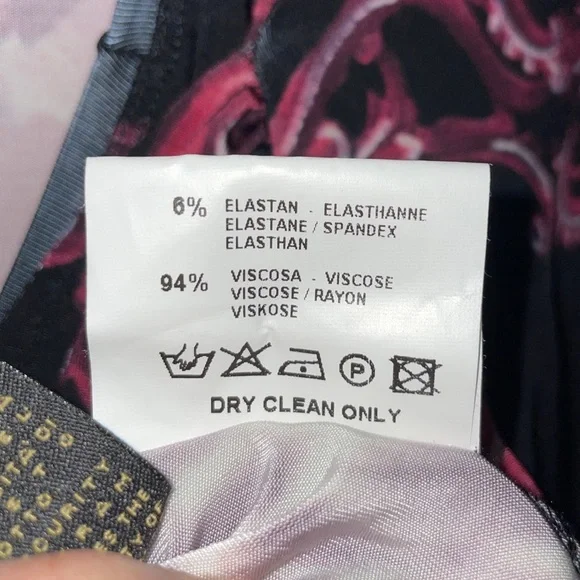 6% ELASTAN - ELASTHANNE
ELASTANE / SPANDEX
ELASTHAN
94% VISCOSA - VISCOSE
VISCOSE / RAYON
VISKOSE
P
DRY CLEAN ONLY